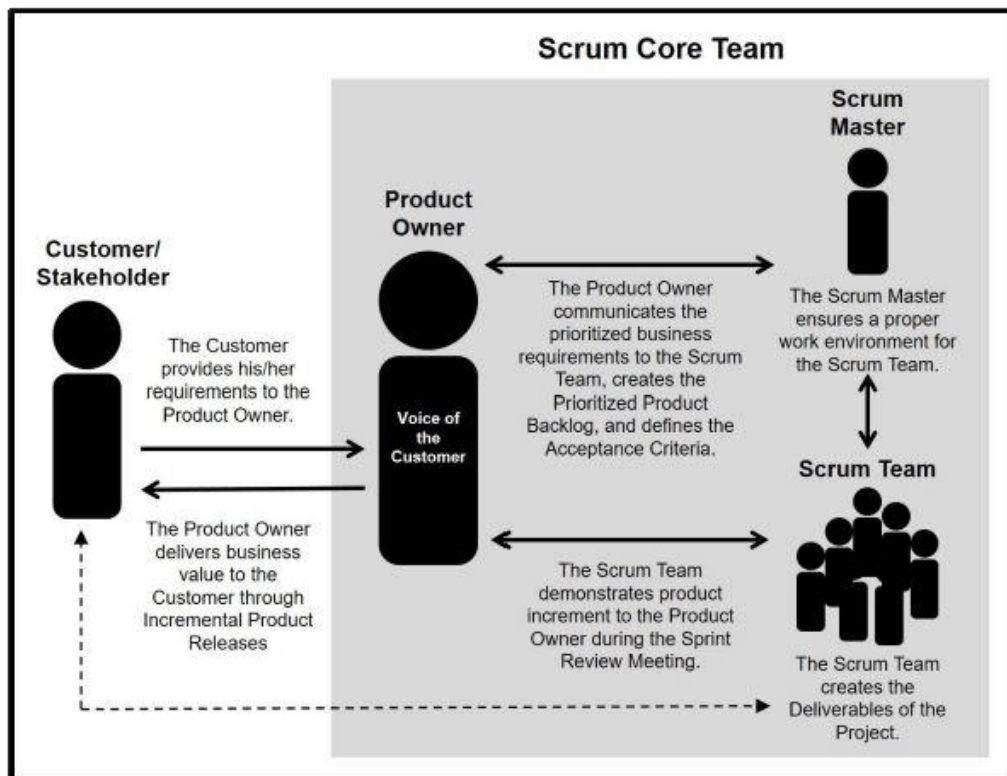 Scrum Core Team
Scrum
Master
Product
Owner
Customer/
Stakeholder
The Customer
provides his/her
requirements to the
Product Owner.
Voice of
the
Customer
The Product Owner
communicates the
prioritized business
requirements to the Scrum
Team, creates the
Prioritized Product
Backlog, and defines the
Acceptance Criteria.
The Scrum Master
ensures a proper
work environment for
the Scrum Team.
Scrum Team
The Product Owner
delivers business
value to the
Customer through
Incremental Product
Releases
The Scrum Team
demonstrates product
increment to the Product
Owner during the Sprint
Review Meeting.
The Scrum Team
creates the
Deliverables of the
Project.